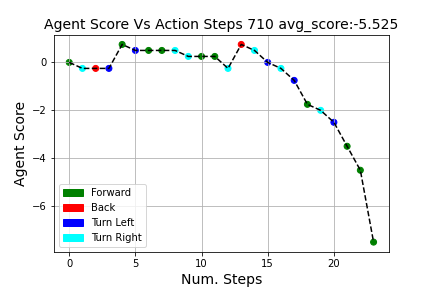 Agent Score Vs Action Steps 710 avg_score:-5.525
Agent Score
0
−2
−4
−6
Forward
Back
Turn Left
Turn Right
0 5 10 15 20
Num. Steps